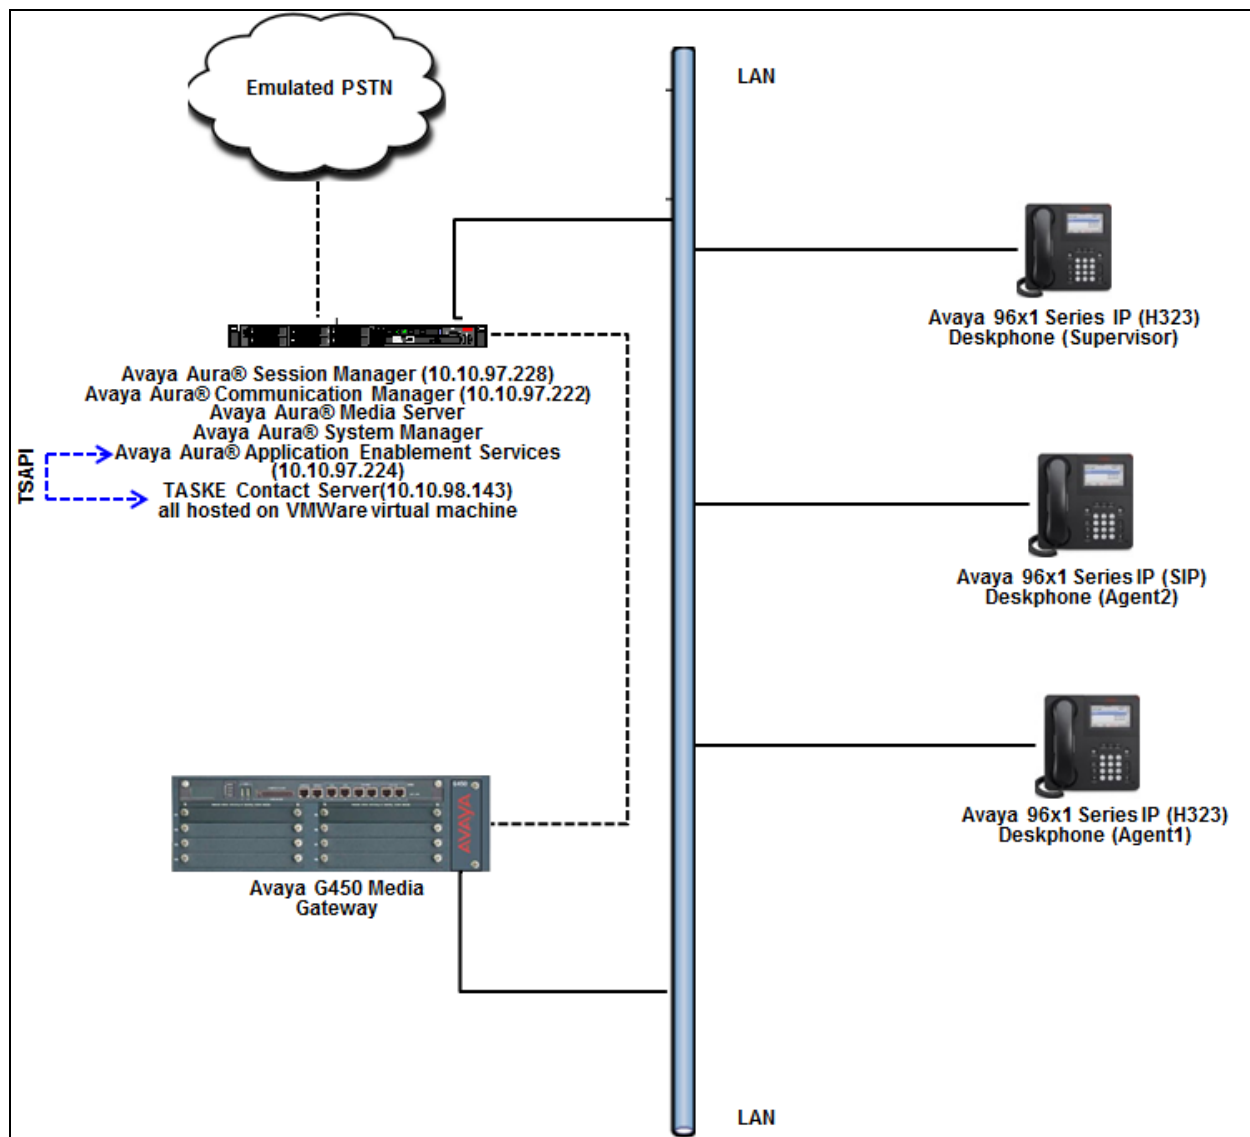 Emulated PSTN
LAN
Avaya 96x1 Series IP (H323)
Deskphone (Supervisor)
Avaya Aura® Session Manager (10.10.97.228)
Avaya Aura® Communication Manager (10.10.97.222)
Avaya Aura® Media Server
Avaya Aura® System Manager
Avaya Aura® Application Enablement Services
(10.10.97.224)
TASKE Contact Server(10.10.98.143)
all hosted on VMWare virtual machine
TSAPI
Avaya 96x1 Series IP (SIP)
Deskphone (Agent2)
Avaya 96x1 Series IP (H323)
Deskphone (Agent1)
G450
AVAYA
Avaya G450 Media
Gateway
LAN